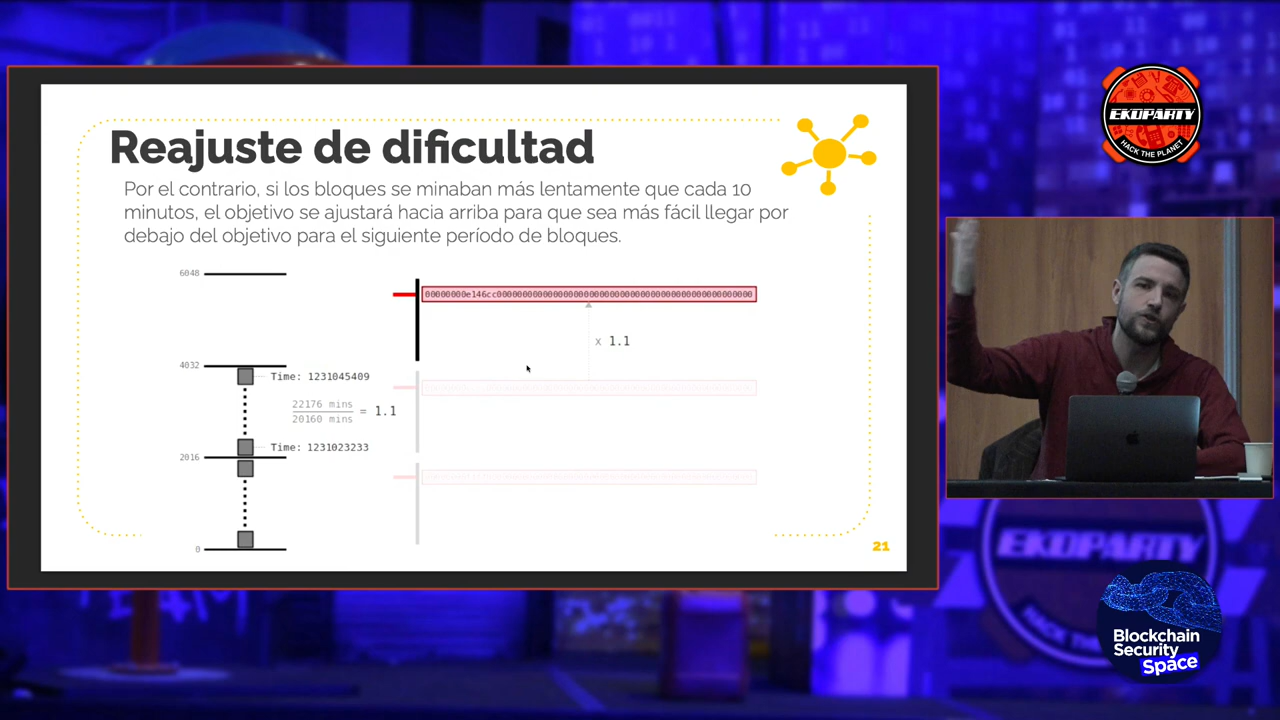 Reajuste de dificultad
Por el contrario, si los bloques se minaban más lentamente que cada 10
minutos, el objetivo se ajustará hacia arriba para que sea más fácil llegar por
debajo del objetivo para el siguiente período de bloques.
6048
x 1.1
4032
Time: 1231045409
22176 mins
20160 mins
= 1.1
Time: 1231023233
2016
0
21
EKOPARTY
HACK THE PLANET
EKOPARTY
Blockchain
Security
Space